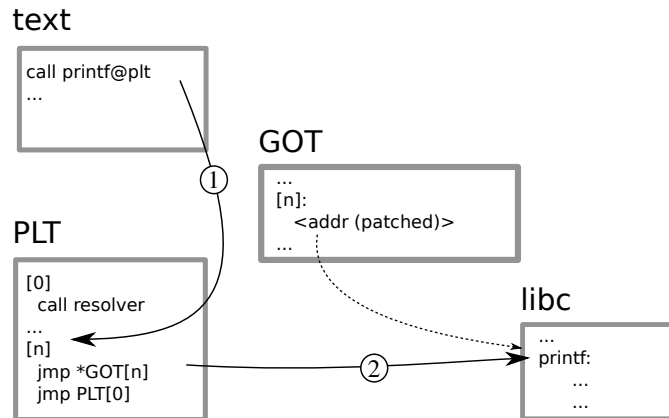 text
call printf@plt
...
1
GOT
...
[n]:
<addr (patched)>
...
PLT
[0]
call resolver
...
[n]
jmp *GOT[n]
jmp PLT[0]
2
libc
...
printf:
...
...